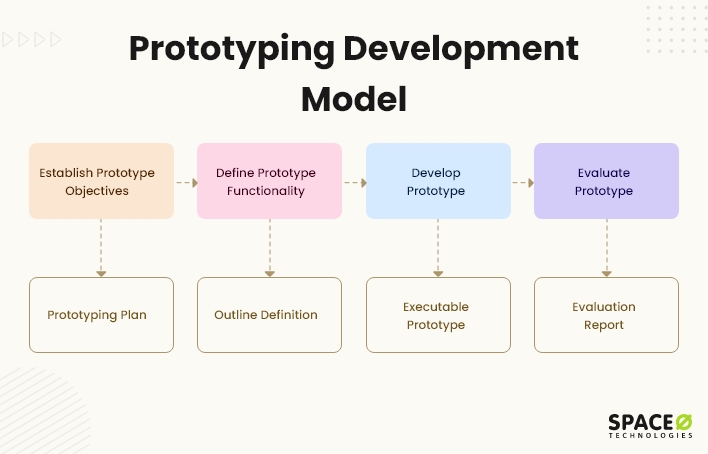 Prototyping Development
Model
Establish Prototype
Objectives
Define Prototype
Functionality
Develop
Prototype
Evaluate
Prototype
Prototyping Plan
Outline Definition
Executable
Prototype
Evaluation
Report
SPACEO
TECHNOLOGIES